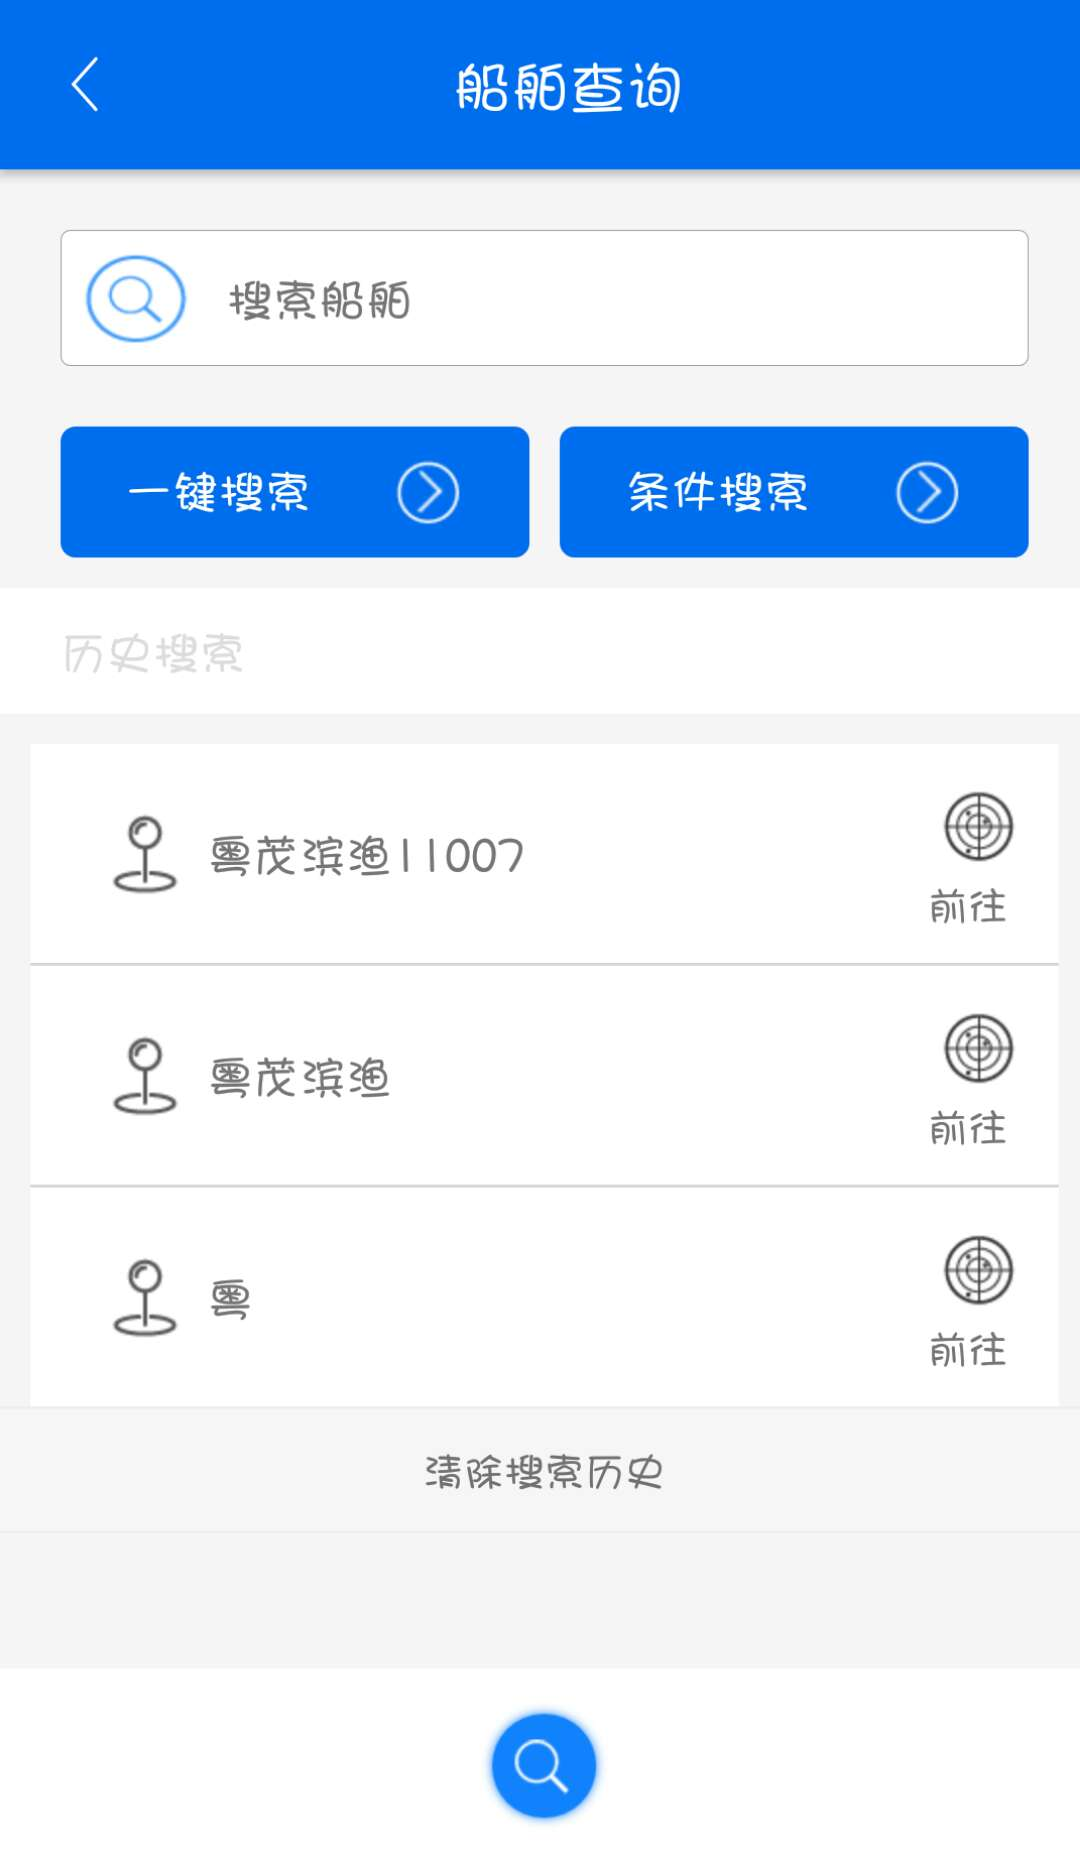 船舶查询
搜索船舶
一键搜索
条件搜索
历史搜索
粤茂滨渔11007
前往
粤茂滨渔
前往
粤
前往
清除搜索历史